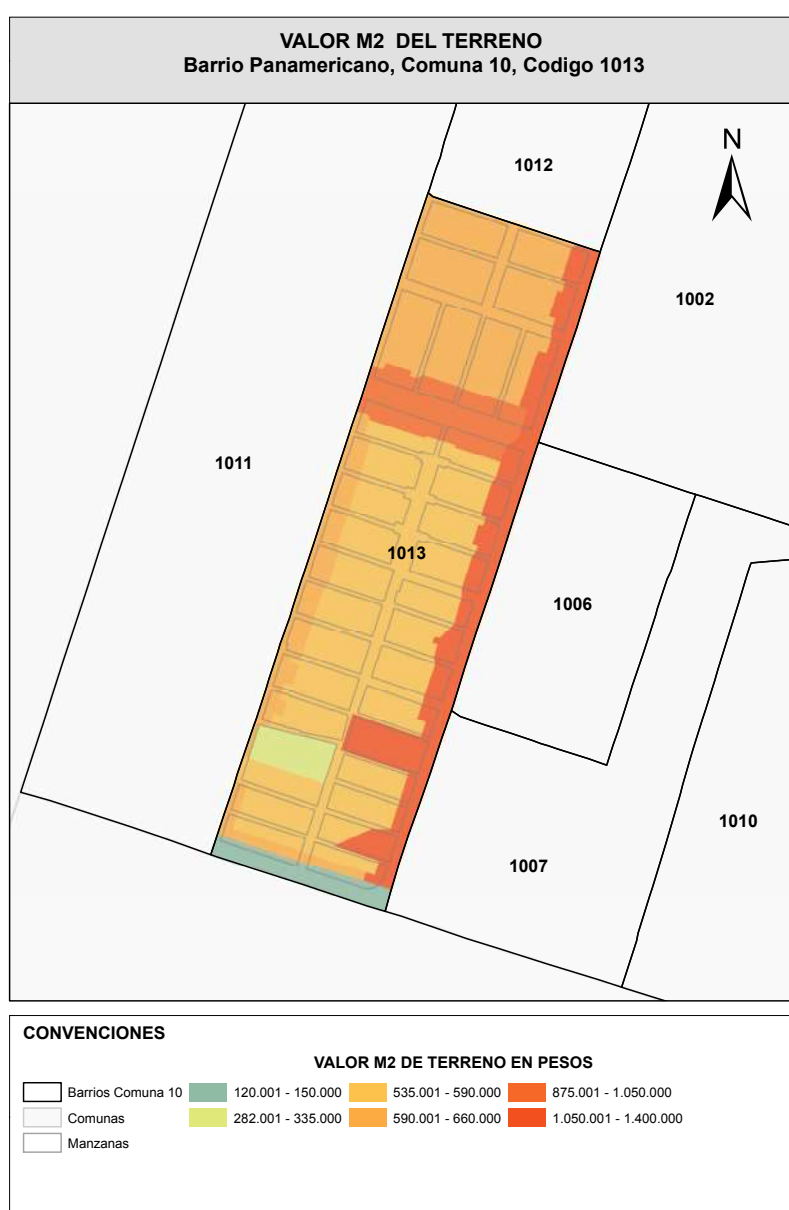 VALOR M2 DEL TERRENO
Barrio Panamericano, Comuna 10, Codigo 1013
N
1012
1002
1011
1013
1006
1010
1007
CONVENCIONES
VALOR M2 DE TERRENO EN PESOS
Barrios Comuna 10 120.001 - 150.000 535.001 - 590.000 875.001 - 1.050.000
Comunas 282.001 - 335.000 590.001 - 660.000 1.050.001 - 1.400.000
Manzanas